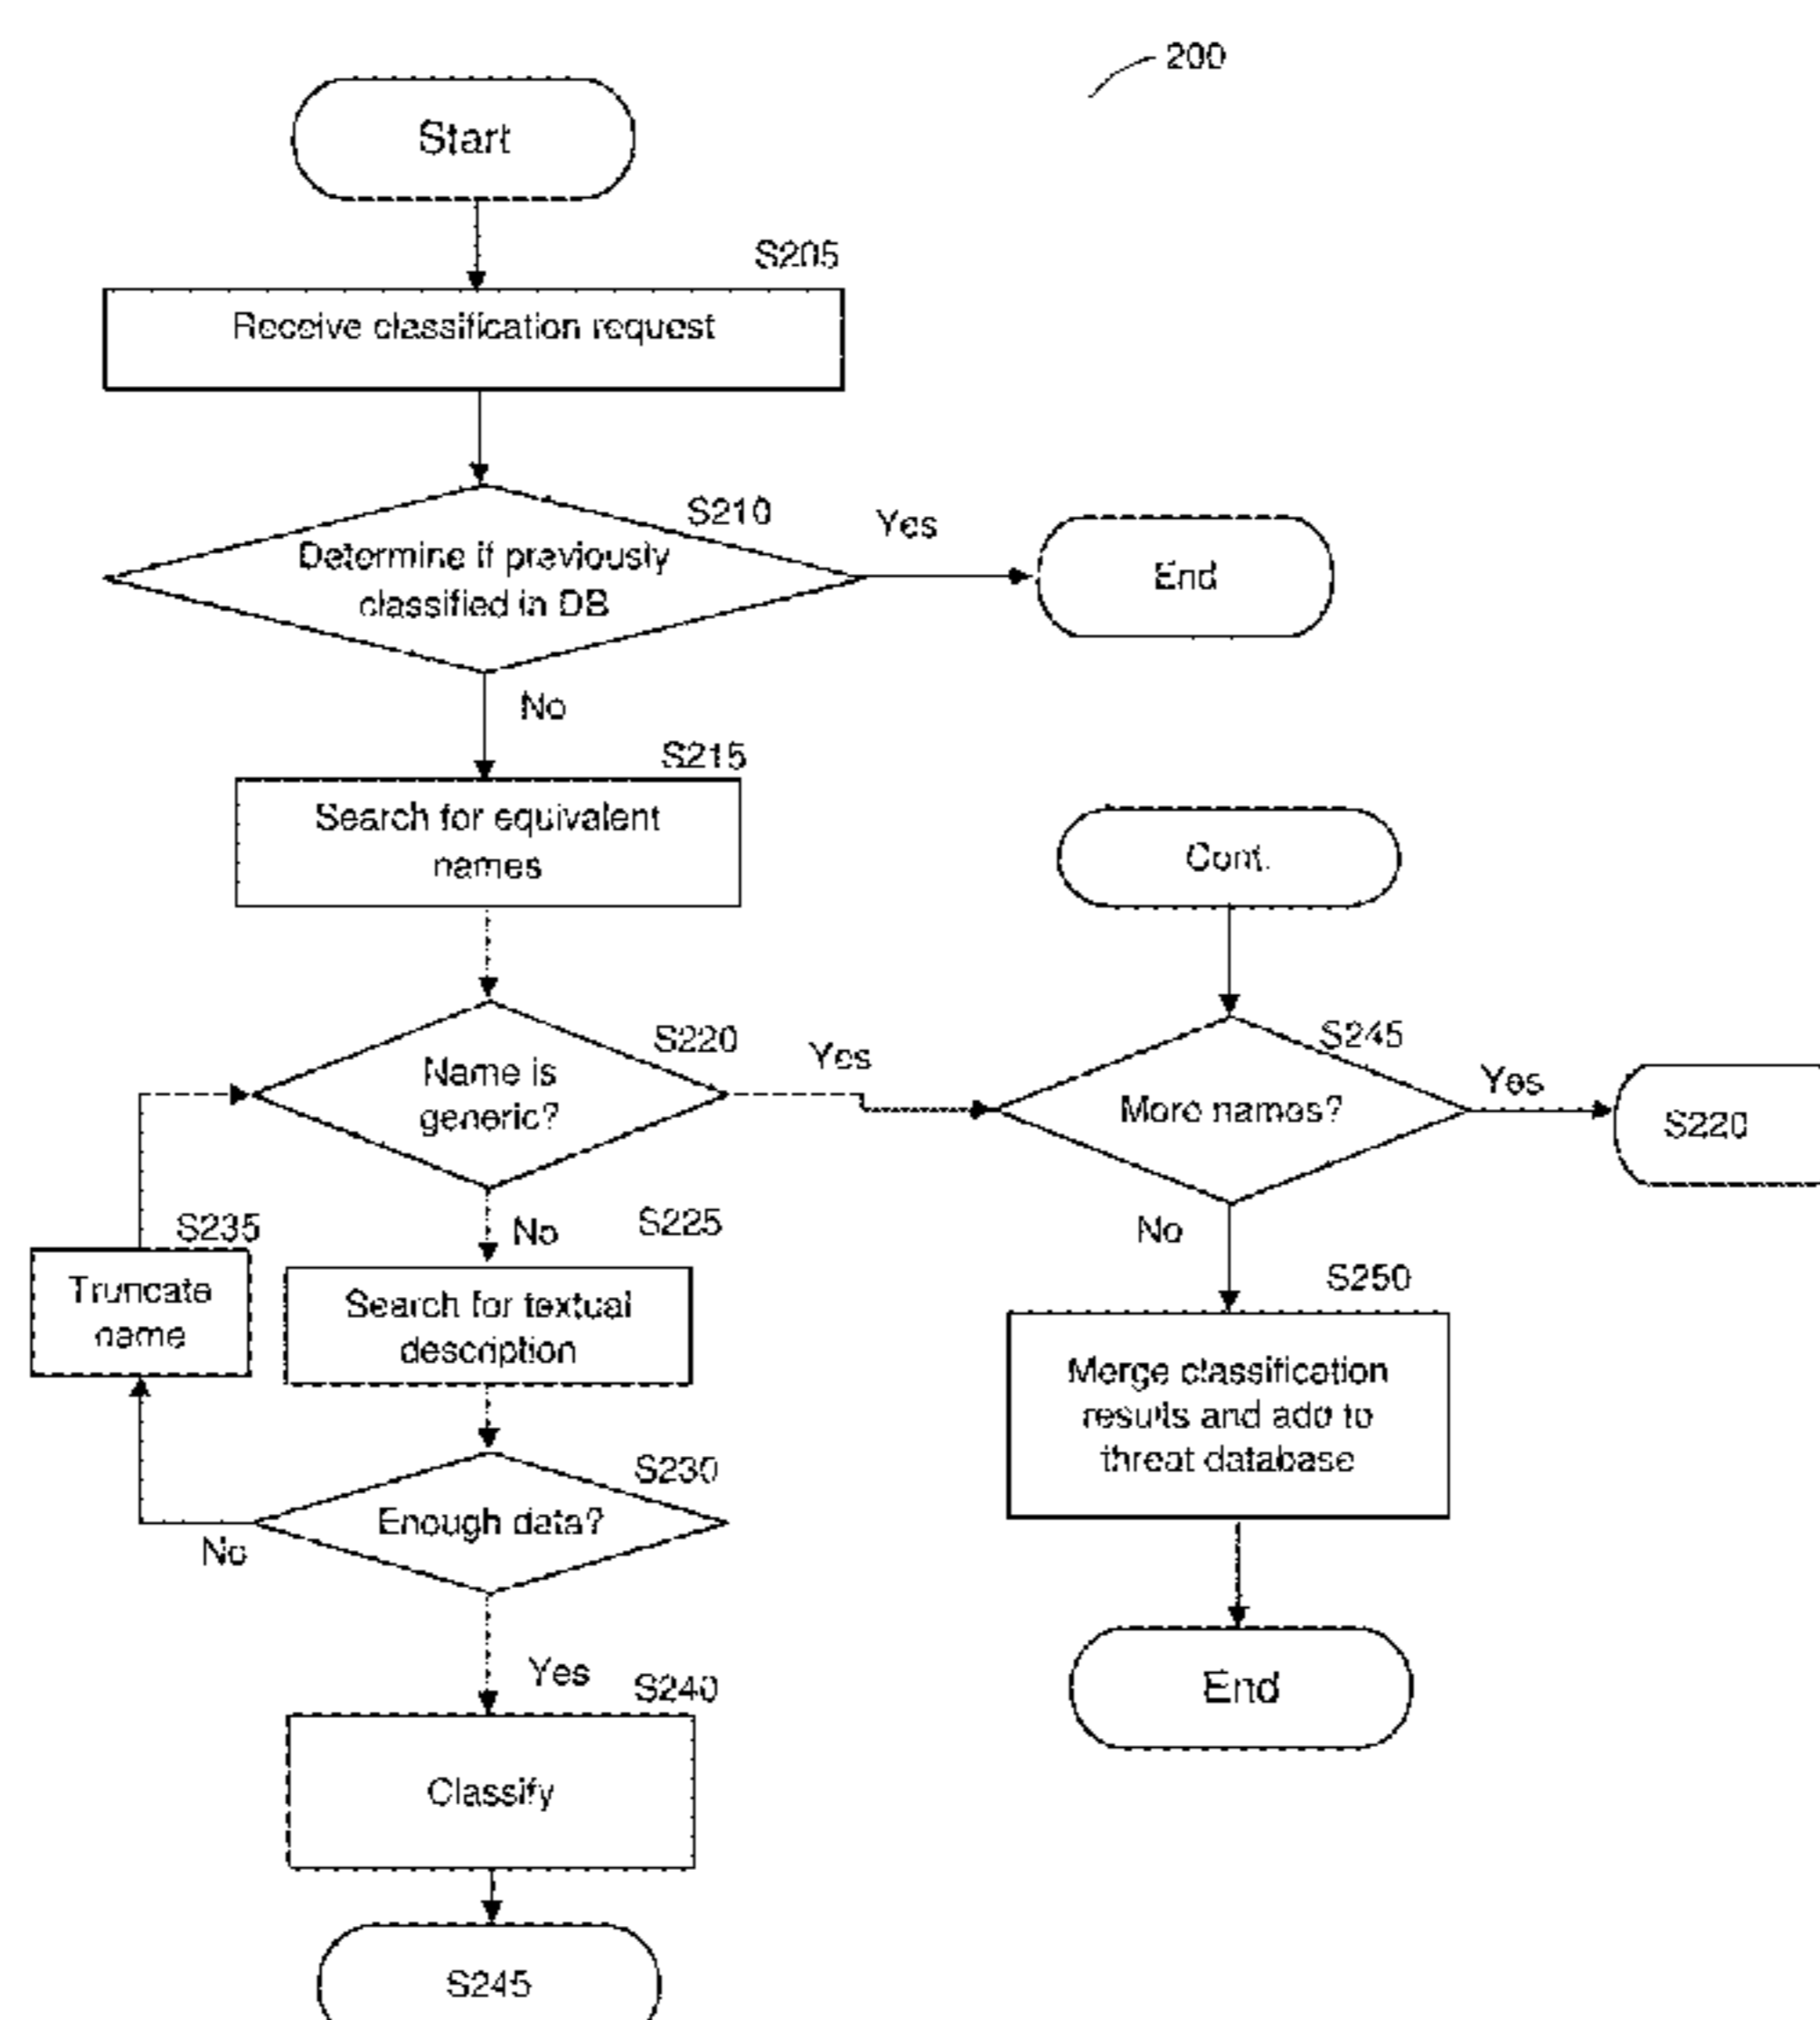 200
Start
S205
Receive classification request
S210
Determine if previously
classified in DB
Yes
End
No
S215
Search for equivalent
names
Cont.
S220
Name is
generic?
Yes
S245
More names?
Yes
S220
No
S225
Search for textual
description
S235
Truncate
name
No
S250
Merge classification
results and add to
threat database
S230
Enough data?
No
Yes
S240
Classify
End
S245